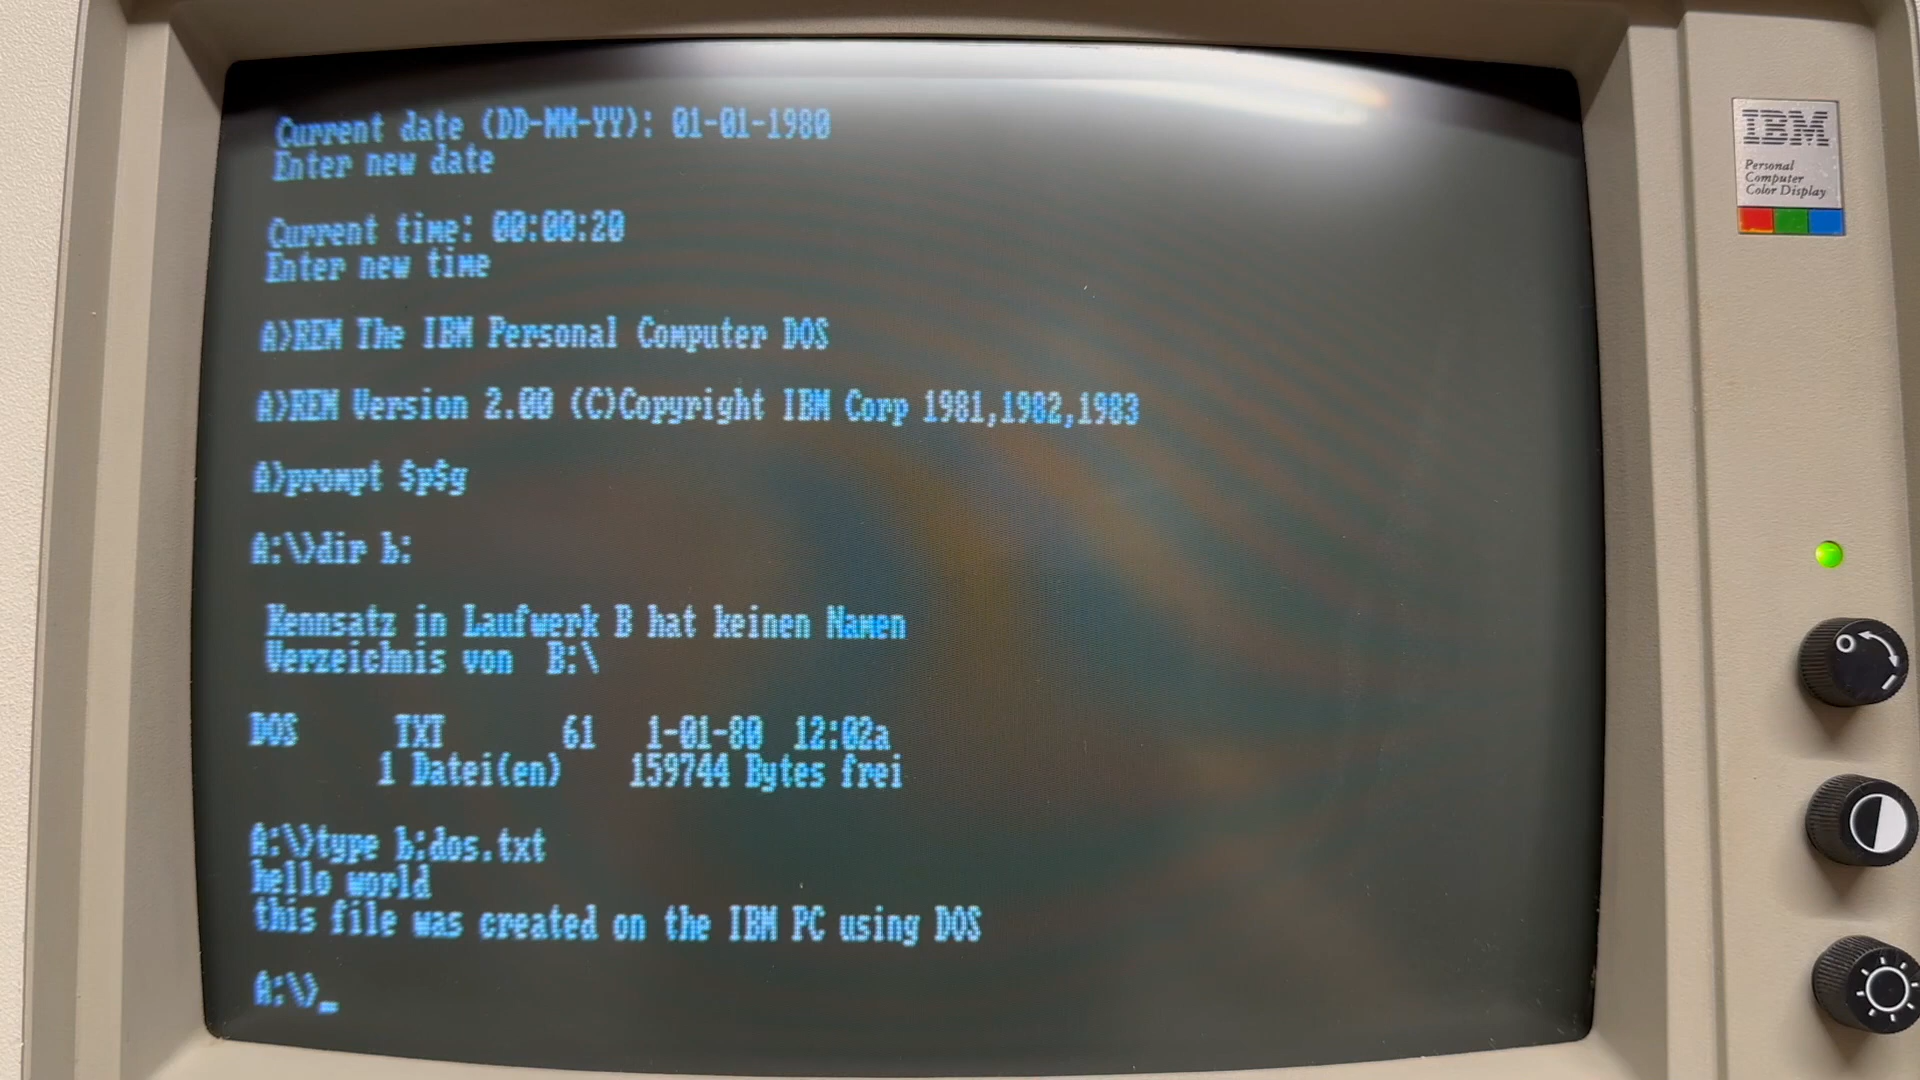 Current date (DD-MM-YY): 01-01-1980
Enter new date
Current time: 00:00:20
Enter new time
A>REM The IBM Personal Computer DOS
A>REM Version 2.00 (C)Copyright IBM Corp 1981,1982,1983
A>prompt $p$g
A:\>dir b:
Kennsatz in Laufwerk B hat keinen Namen
Verzeichnis von B:\
DOS TXT 61 1-01-80 12:02a
1 Datei(en) 159744 Bytes frei
A:\>type b:dos.txt
hello world
this file was created on the IBM PC using DOS
A:\>_
IBM
Personal
Computer
Color Display